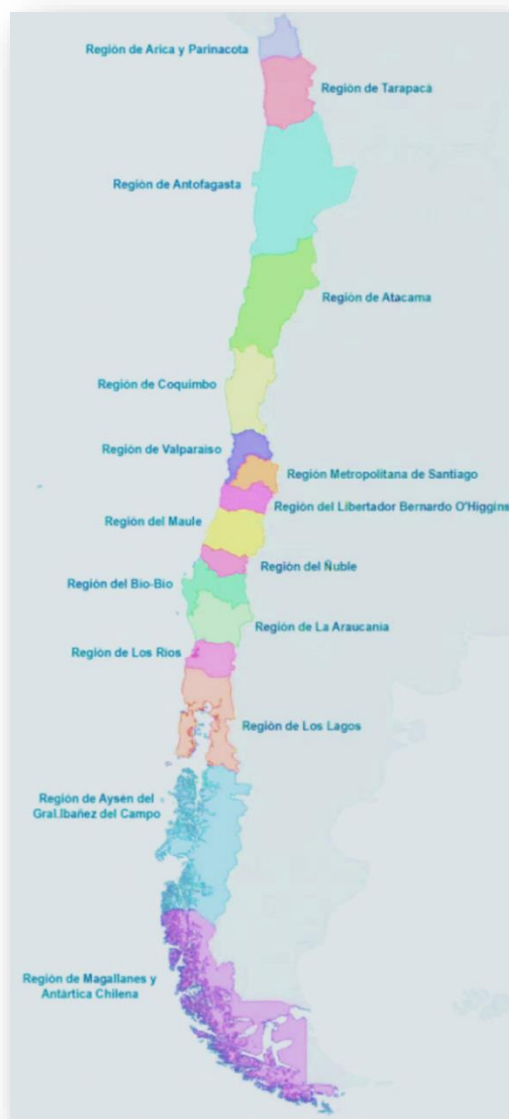 Región de Arica y Parinacota
Región de Tarapacá
Región de Antofagasta
Región de Atacama
Región de Coquimbo
Región de Valparaíso
Región Metropolitana de Santiago
Región del Libertador Bernardo O'Higgins
Región del Maule
Región del Ñuble
Región del Bio-Bio
Región de La Araucanía
Región de Los Rios
Región de Los Lagos
Región de Aysén del
Gral.Ibañez del Campo
Región de Magallanes y
Antártica Chilena